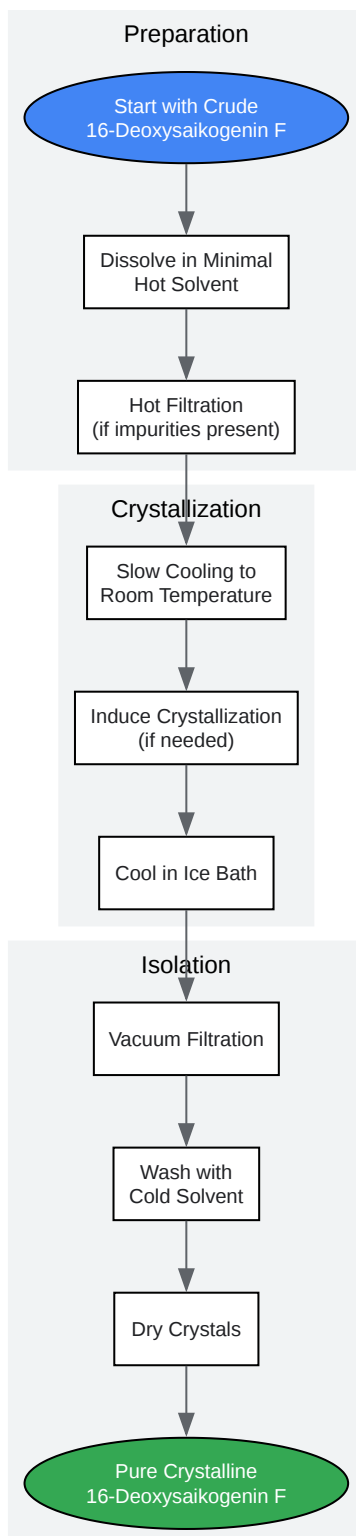 Preparation
Start with Crude
16-Deoxysaikogenin F
Dissolve in Minimal
Hot Solvent
Hot Filtration
(if impurities present)
Crystallization
Slow Cooling to
Room Temperature
Induce Crystallization
(if needed)
Cool in Ice Bath
Isolation
Vacuum Filtration
Wash with
Cold Solvent
Dry Crystals
Pure Crystalline
16-Deoxysaikogenin F